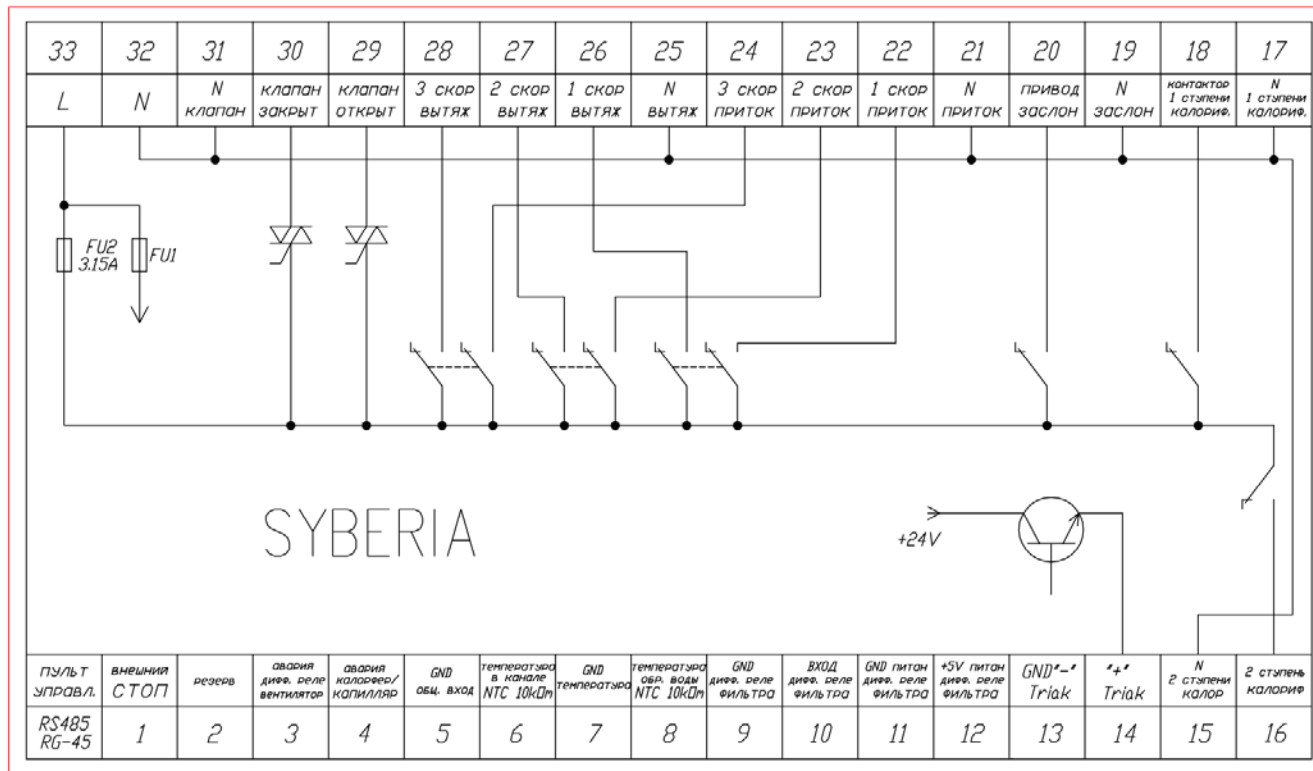 33 32 31 30 29 28 27 26 25 24 23 22 21 20 19 18 17
L
N
N
КЛАПАН
КЛАПАН
ЗАКРЫТ
КЛАПАН
ОТКРЫТ
3 СКОР
ВЫТЯЖ
2 СКОР
ВЫТЯЖ
1 СКОР
ВЫТЯЖ
N
ВЫТЯЖ
3 СКОР
ПРИТОК
2 СКОР
ПРИТОК
1 СКОР
ПРИТОК
N
ПРИТОК
ПРИВОД
ЗАСЛОН
N
ЗАСЛОН
КОНТАКТОР
1 СТУПЕНИ
КАЛОРИФ.
N
1 СТУПЕНИ
КАЛОРИФ.
FU2
3.15A
FU1
+24V
SYBERIA
ПУЛЬТ
УПРАВЛ.
ВНЕШНИЙ
СТОП
РЕЗЕРВ
АВАРИЯ
ДИФФ. РЕЛЕ
ВЕНТИЛЯТОР
АВАРИЯ
КАЛОРФЕР/
КАПИЛЛЯР
GND
ОБЩ. ВХОД
ТЕМПЕРАТУРА
В КАНАЛЕ
NTC 10kОм
GND
ТЕМПЕРАТУРА
ТЕМПЕРАТУРА
ОБР. ВОДЫ
NTC 10kОм
GND
ДИФФ. РЕЛЕ
ФИЛЬТРА
ВХОД
ДИФФ. РЕЛЕ
ФИЛЬТРА
GND ПИТАН
ДИФФ. РЕЛЕ
ФИЛЬТРА
+5V ПИТАН
ДИФФ. РЕЛЕ
ФИЛЬТРА
GND"-"
Triak
"+"
Triak
N
2 СТУПЕНИ
КАЛОР
2 СТУПЕНЬ
КАЛОРИФ
RS485
RG-45
1 2 3 4 5 6 7 8 9 10 11 12 13 14 15 16